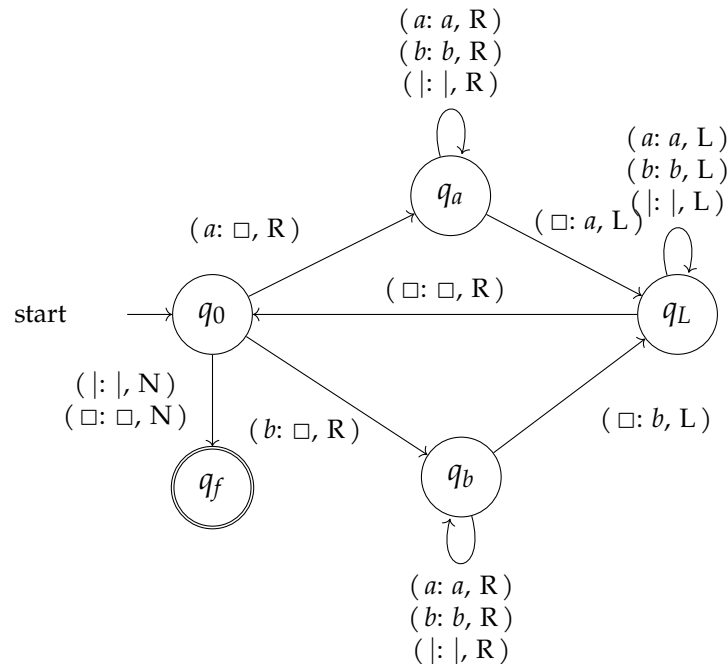 (a: a, R)
(b: b, R)
(|: |, R)
(a: a, L)
(b: b, L)
(|: |, L)
q_a
(a: □, R)
(□: a, L)
(□: □, R)
start
q_0
q_L
(|: |, N)
(□: □, N)
(b: □, R)
(□: b, L)
q_f
q_b
(a: a, R)
(b: b, R)
(|: |, R)